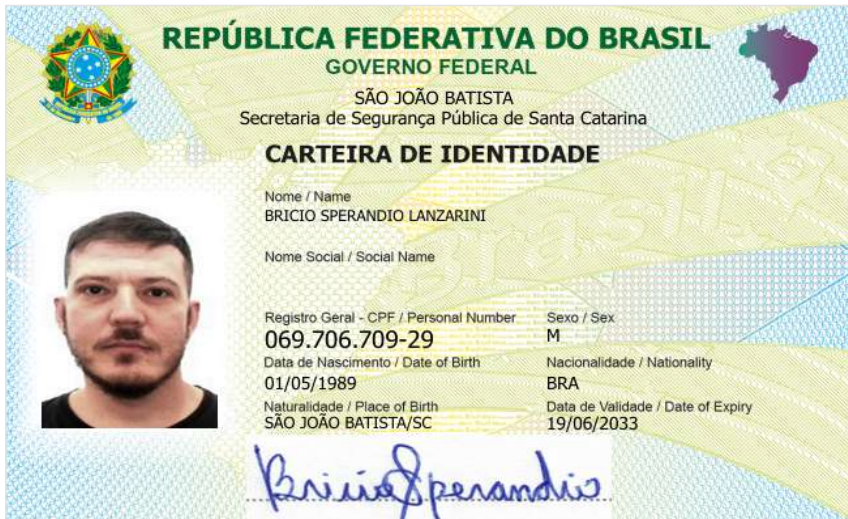 REPÚBLICA FEDERATIVA DO BRASIL
GOVERNO FEDERAL
SÃO JOÃO BATISTA
Secretaria de Segurança Pública de Santa Catarina
CARTEIRA DE IDENTIDADE
Nome / Name
BRICIO SPERANDIO LANZARINI
Nome Social / Social Name
Registro Geral - CPF / Personal Number Sexo / Sex
069.706.709-29 M
Data de Nascimento / Date of Birth Nacionalidade / Nationality
01/05/1989 BRA
Naturalidade / Place of Birth Data de Validade / Date of Expiry
SÃO JOÃO BATISTA/SC 19/06/2033
Bricio Sperandio
Brasil